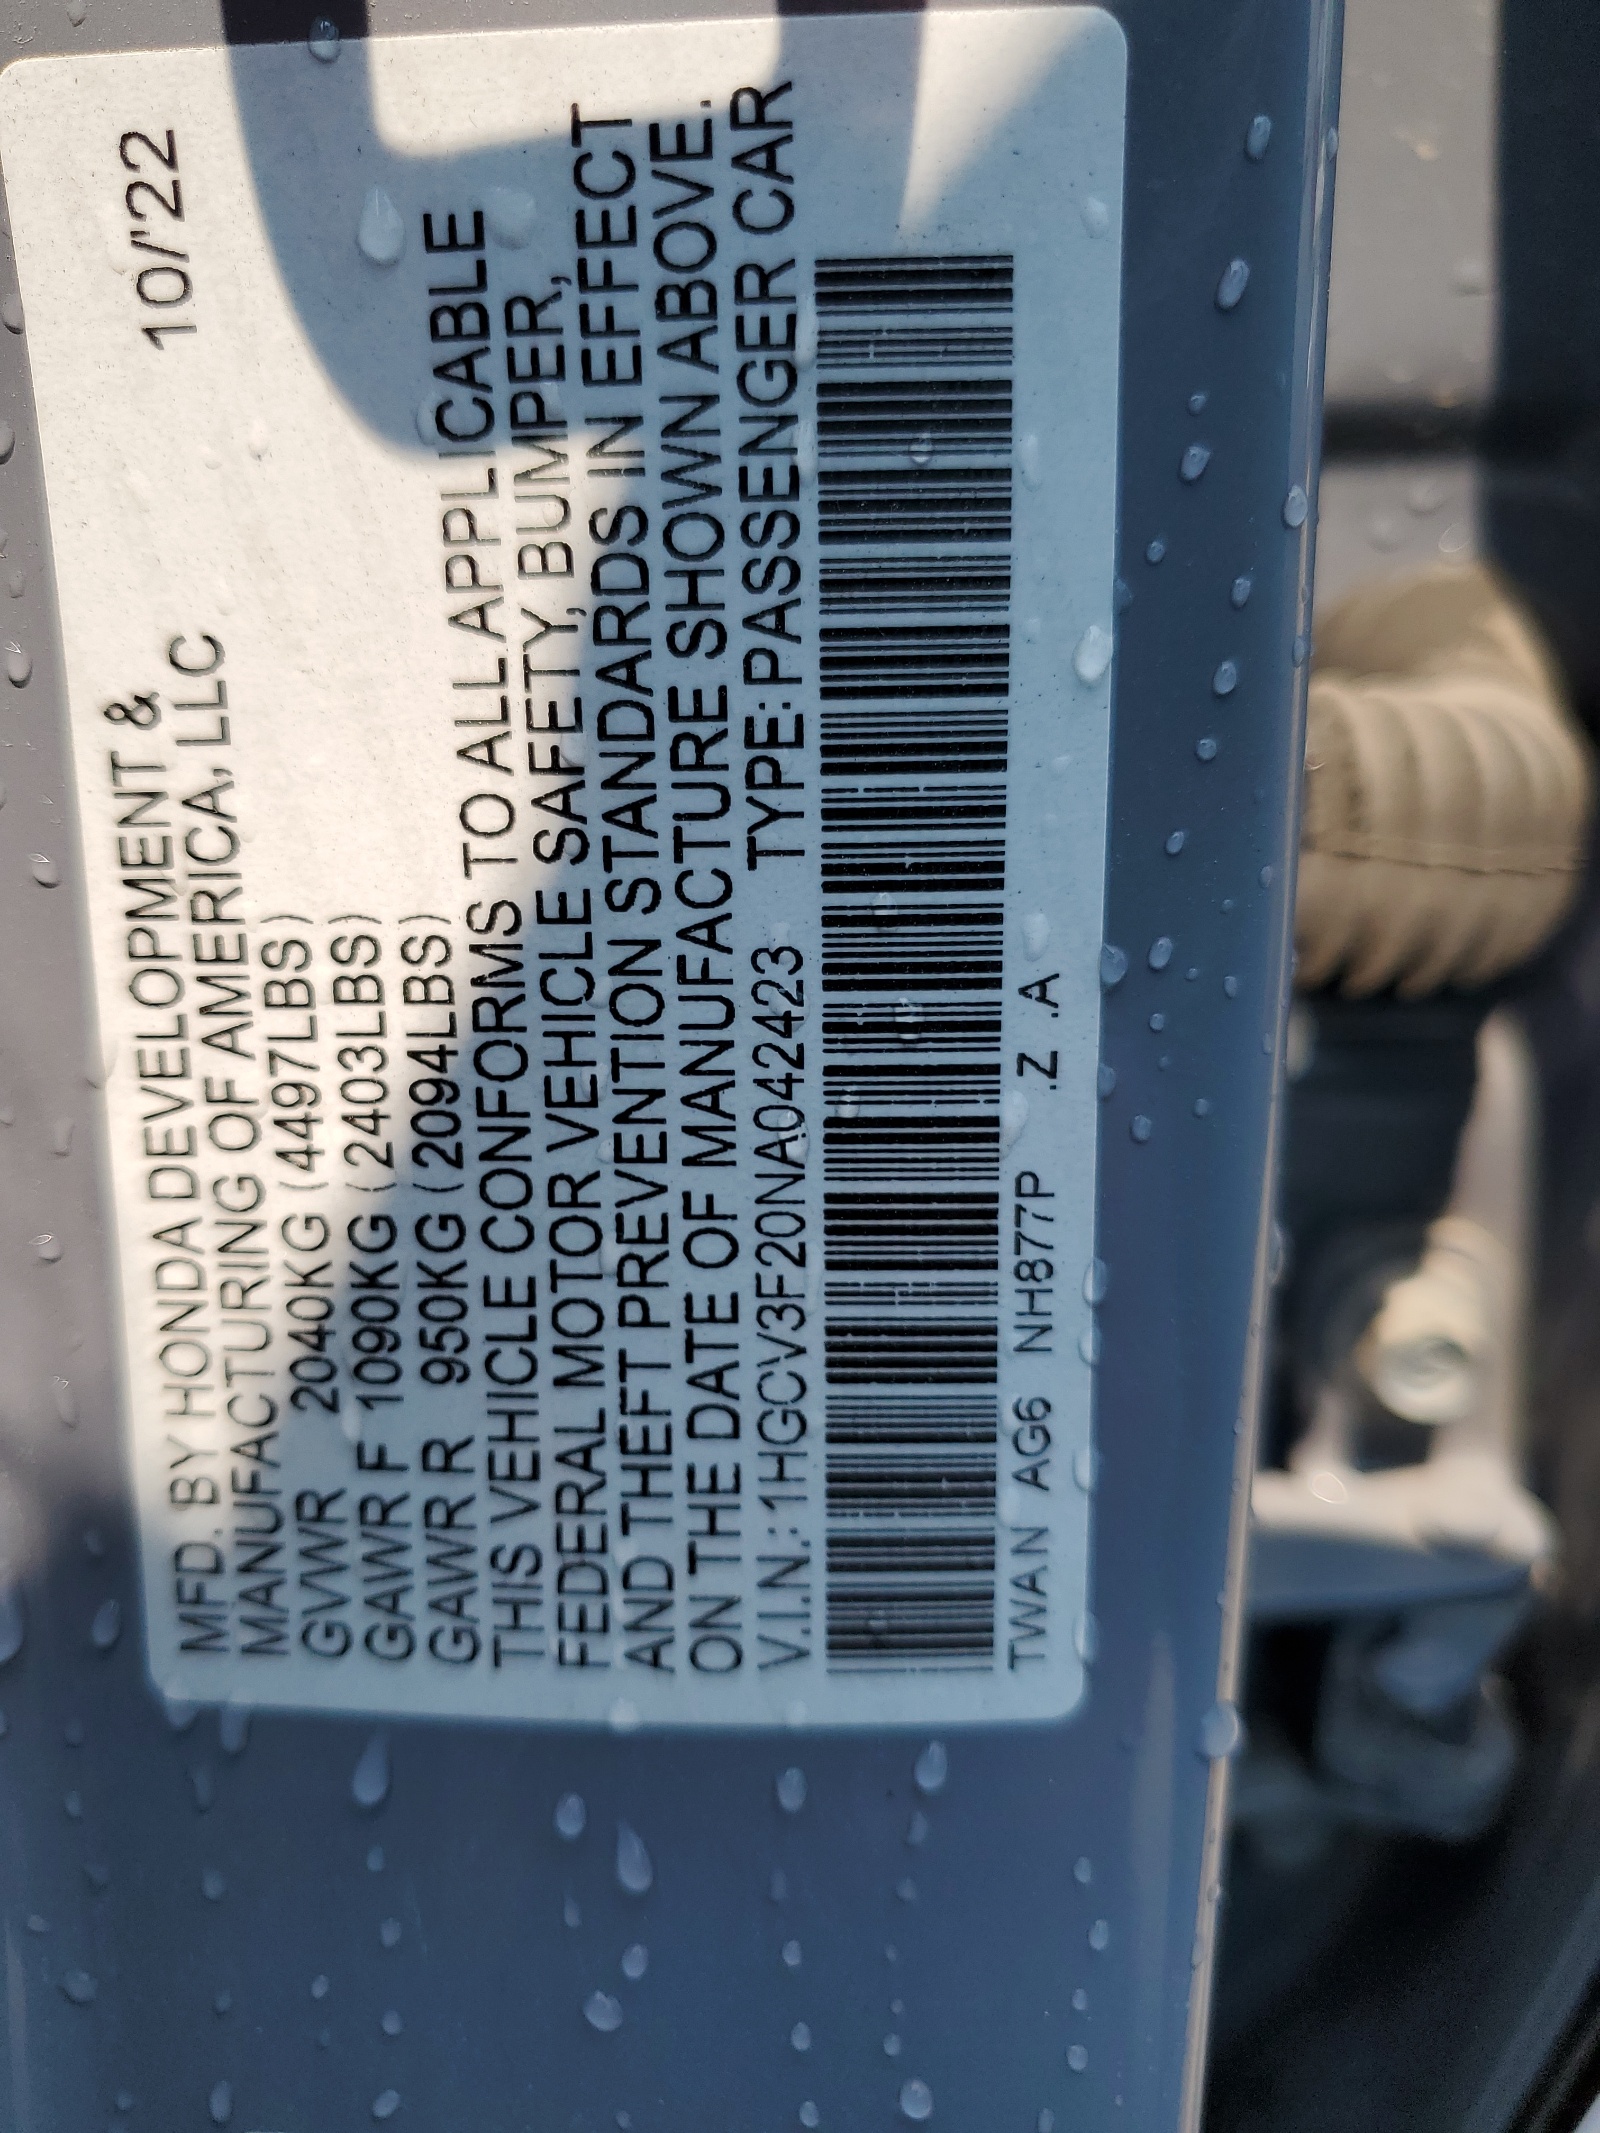 MFD. BY HONDA DEVELOPMENT & 10/'22
MANUFACTURING OF AMERICA, LLC
GVWR 2040KG (4497LBS)
GAWR F 1090KG (2403LBS)
GAWR R 950KG (2094LBS)
THIS VEHICLE CONFORMS TO ALL APPLICABLE
FEDERAL MOTOR VEHICLE SAFETY, BUMPER,
AND THEFT PREVENTION STANDARDS IN EFFECT
ON THE DATE OF MANUFACTURE SHOWN ABOVE.
V.I.N.: 1HGCV3F20NA042423 TYPE: PASSENGER CAR
TWAN AG6 NH877P .Z .A